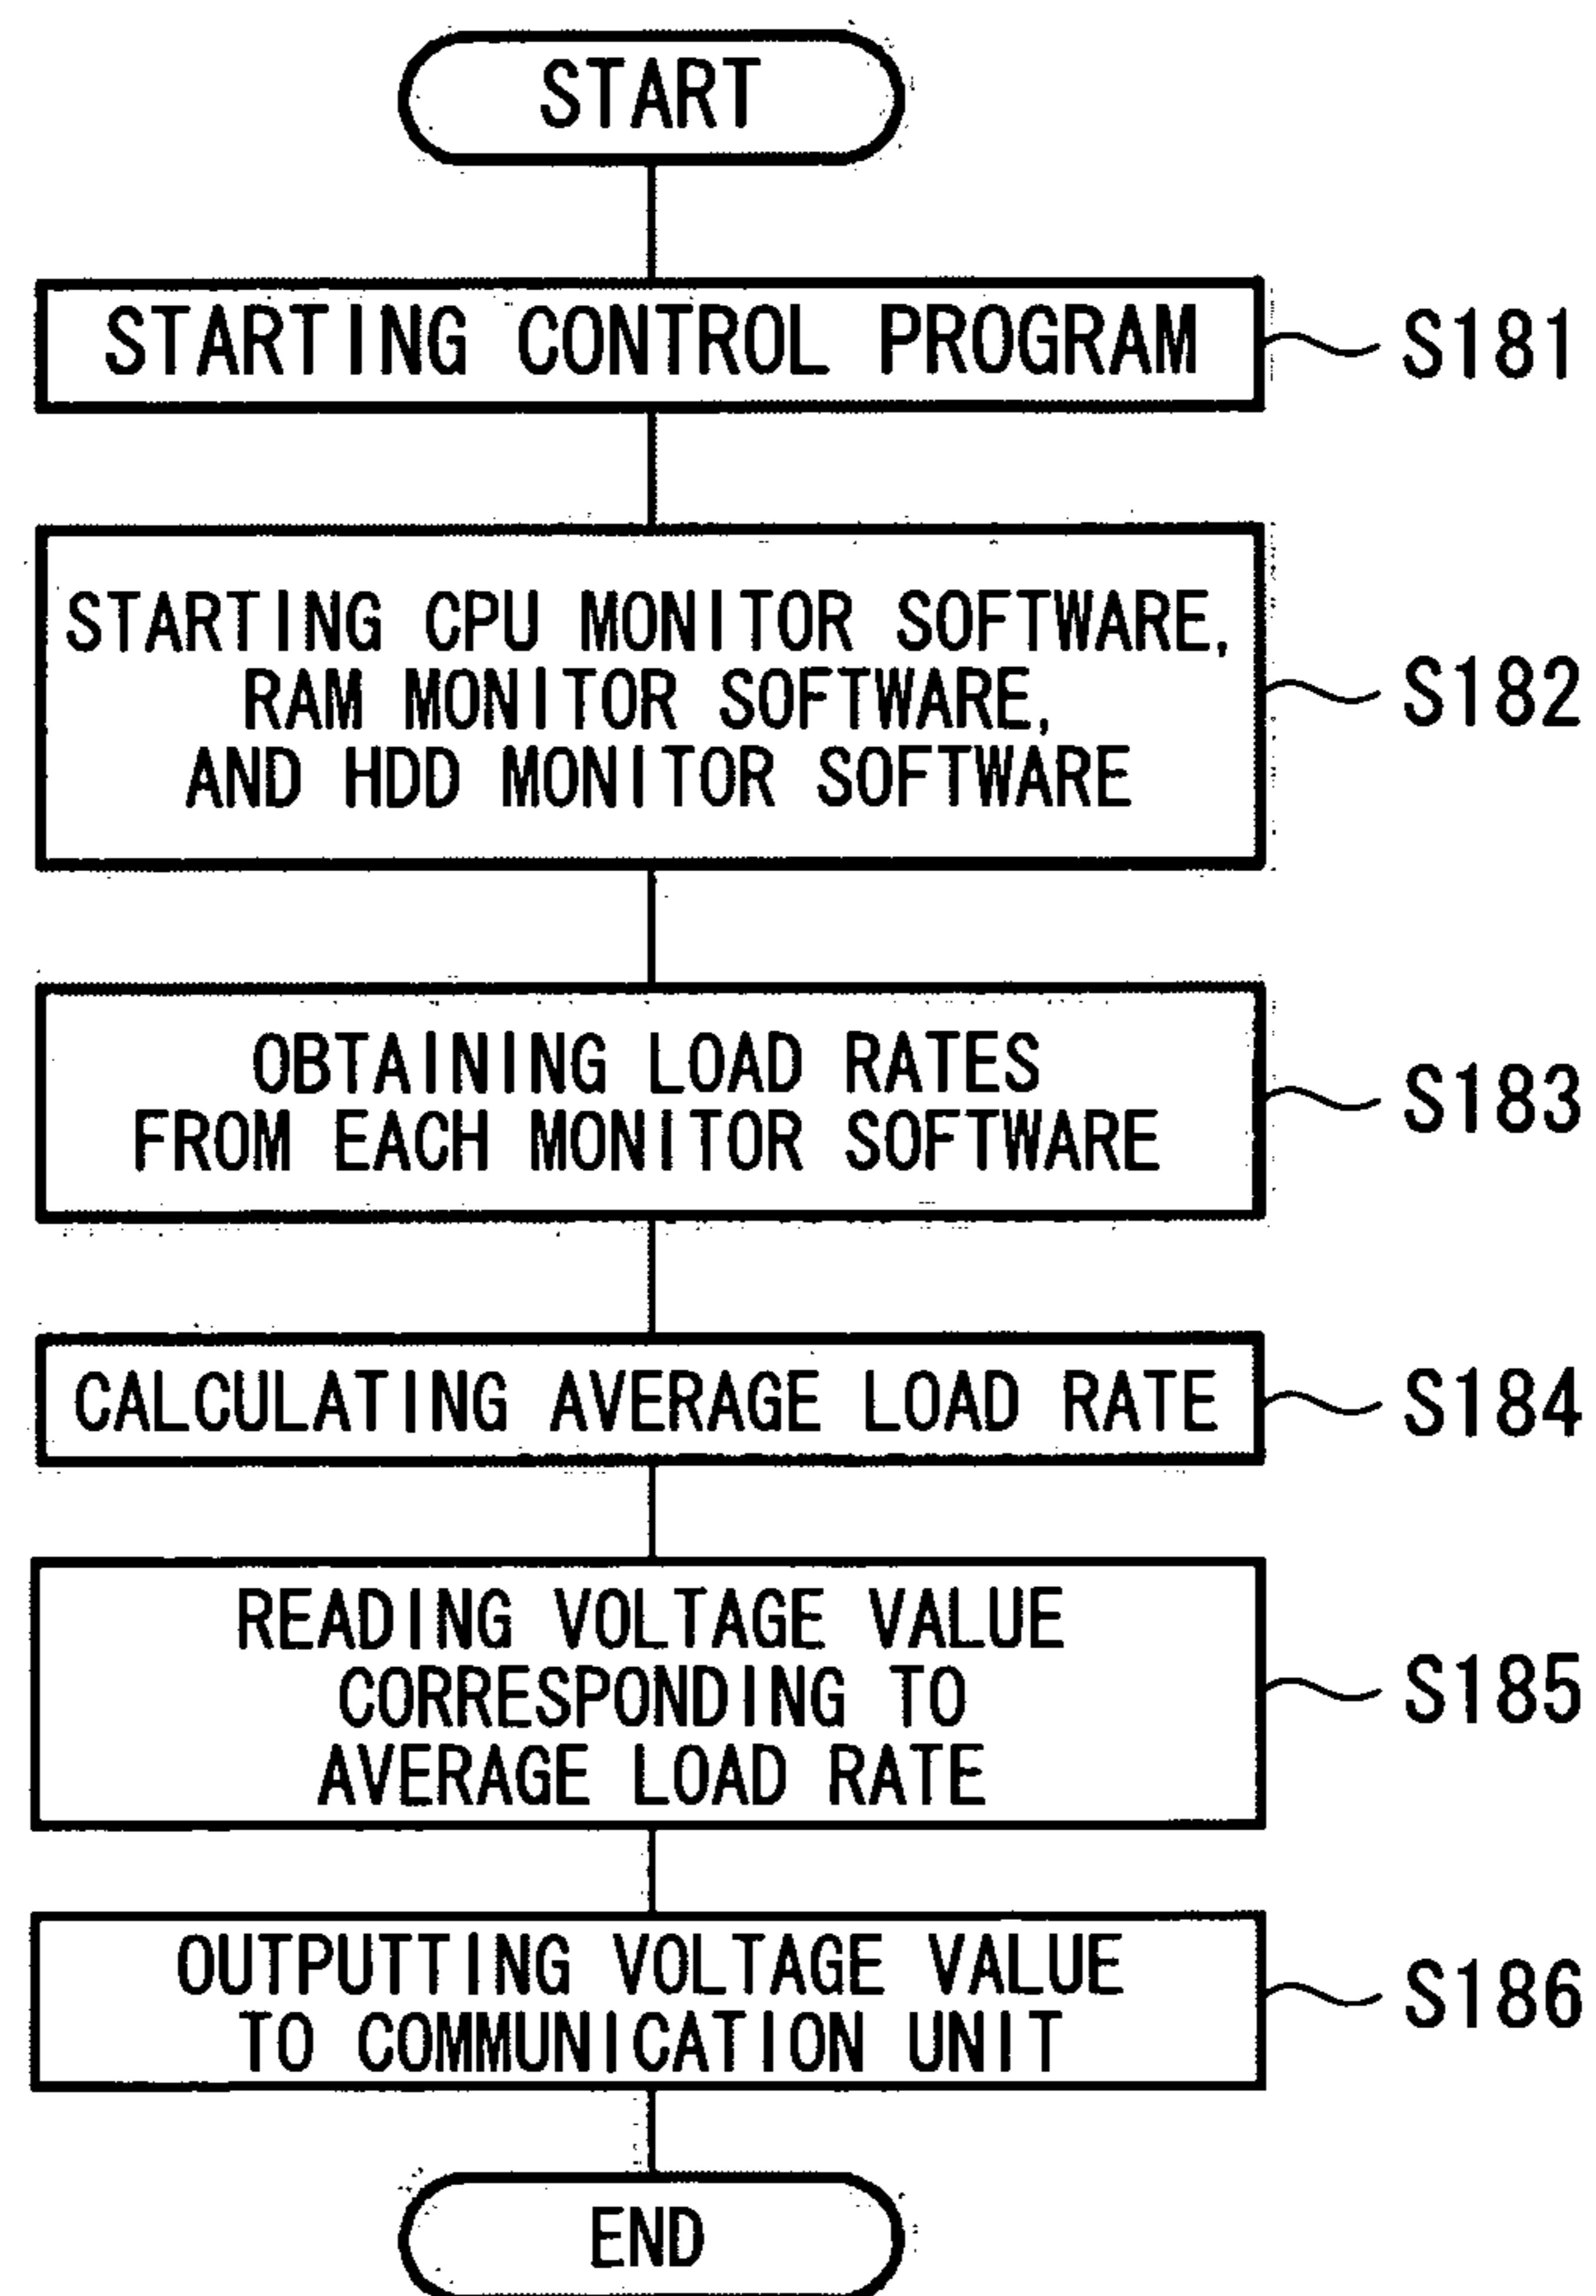 START
STARTING CONTROL PROGRAM
S181
STARTING CPU MONITOR SOFTWARE,
RAM MONITOR SOFTWARE,
AND HDD MONITOR SOFTWARE
S182
OBTAINING LOAD RATES
FROM EACH MONITOR SOFTWARE
S183
CALCULATING AVERAGE LOAD RATE
S184
READING VOLTAGE VALUE
CORRESPONDING TO
AVERAGE LOAD RATE
S185
OUTPUTTING VOLTAGE VALUE
TO COMMUNICATION UNIT
S186
END